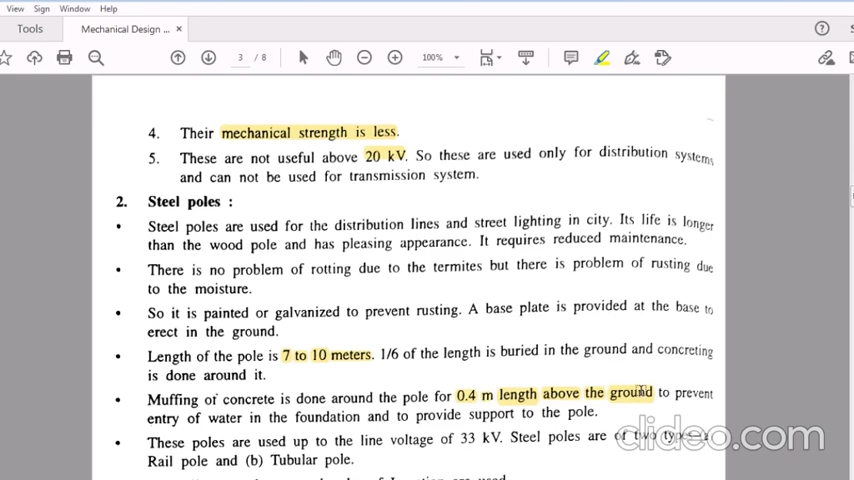 View Sign Window Help
Tools Mechanical Design ... ×
3 / 8 100%
4. Their mechanical strength is less.
5. These are not useful above 20 kV. So these are used only for distribution systems
and can not be used for transmission system.
2. Steel poles :
• Steel poles are used for the distribution lines and street lighting in city. Its life is longer
than the wood pole and has pleasing appearance. It requires reduced maintenance.
• There is no problem of rotting due to the termites but there is problem of rusting due
to the moisture.
• So it is painted or galvanized to prevent rusting. A base plate is provided at the base to
erect in the ground.
• Length of the pole is 7 to 10 meters. 1/6 of the length is buried in the ground and concreting
is done around it.
• Muffing of concrete is done around the pole for 0.4 m length above the ground to prevent
entry of water in the foundation and to provide support to the pole.
• These poles are used up to the line voltage of 33 kV. Steel poles are of two
Rail pole and (b) Tubular pole.
clideo.com